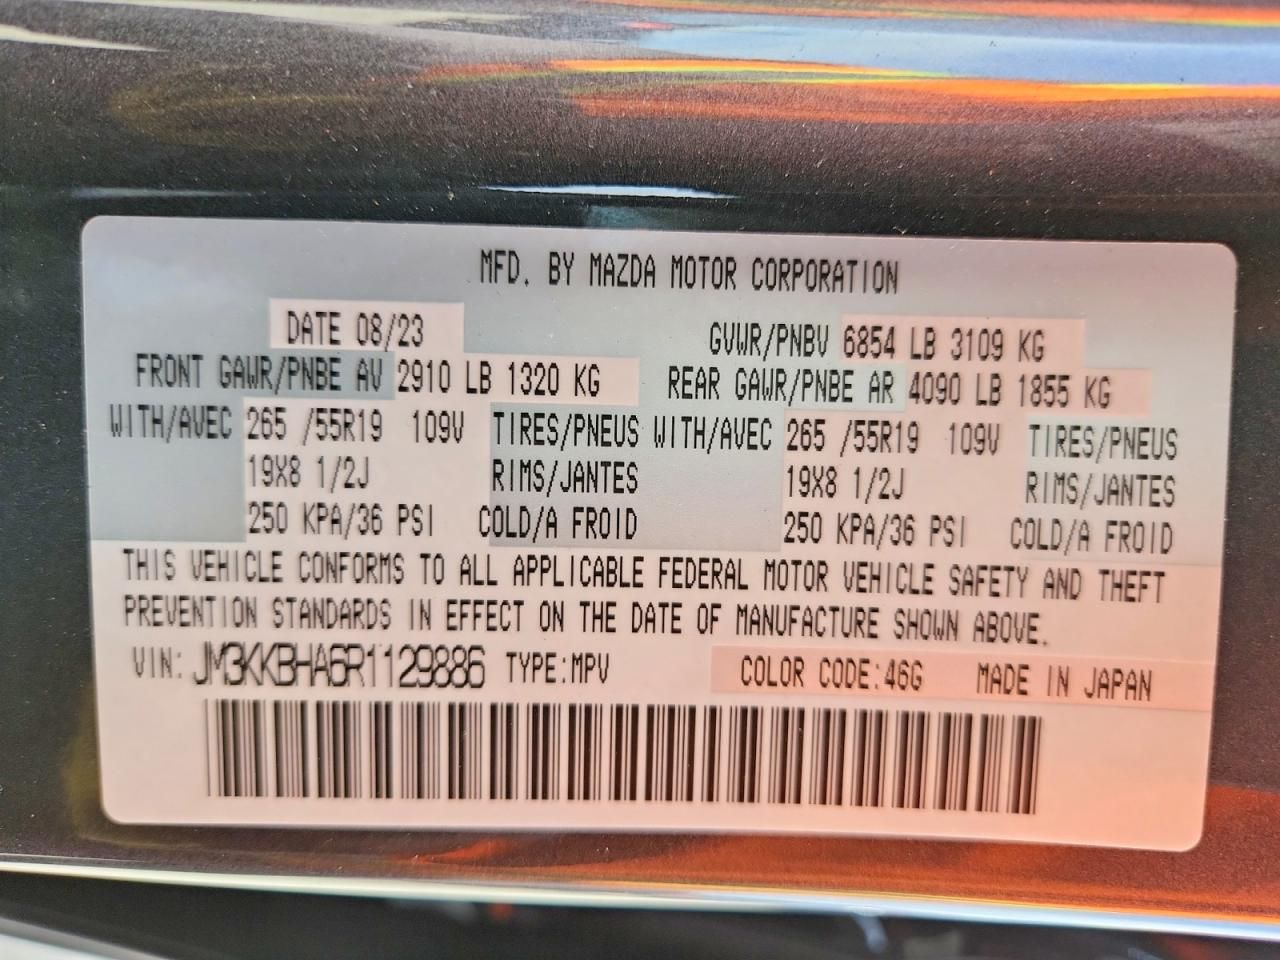 MFD. BY MAZDA MOTOR CORPORATION
DATE 08/23 GVWR/PNBV 6854 LB 3109 KG
FRONT GAWR/PNBE AV 2910 LB 1320 KG REAR GAWR/PNBE AR 4090 LB 1855 KG
WITH/AVEC 265 /55R19 109V TIRES/PNEUS WITH/AVEC 265 /55R19 109V TIRES/PNEUS
19X8 1/2J RIMS/JANTES 19X8 1/2J RIMS/JANTES
250 KPA/36 PSI COLD/A FROID 250 KPA/36 PSI COLD/A FROID
THIS VEHICLE CONFORMS TO ALL APPLICABLE FEDERAL MOTOR VEHICLE SAFETY AND THEFT
PREVENTION STANDARDS IN EFFECT ON THE DATE OF MANUFACTURE SHOWN ABOVE.
VIN: JM3KKBHA6R1129886 TYPE:MPV COLOR CODE:46G MADE IN JAPAN